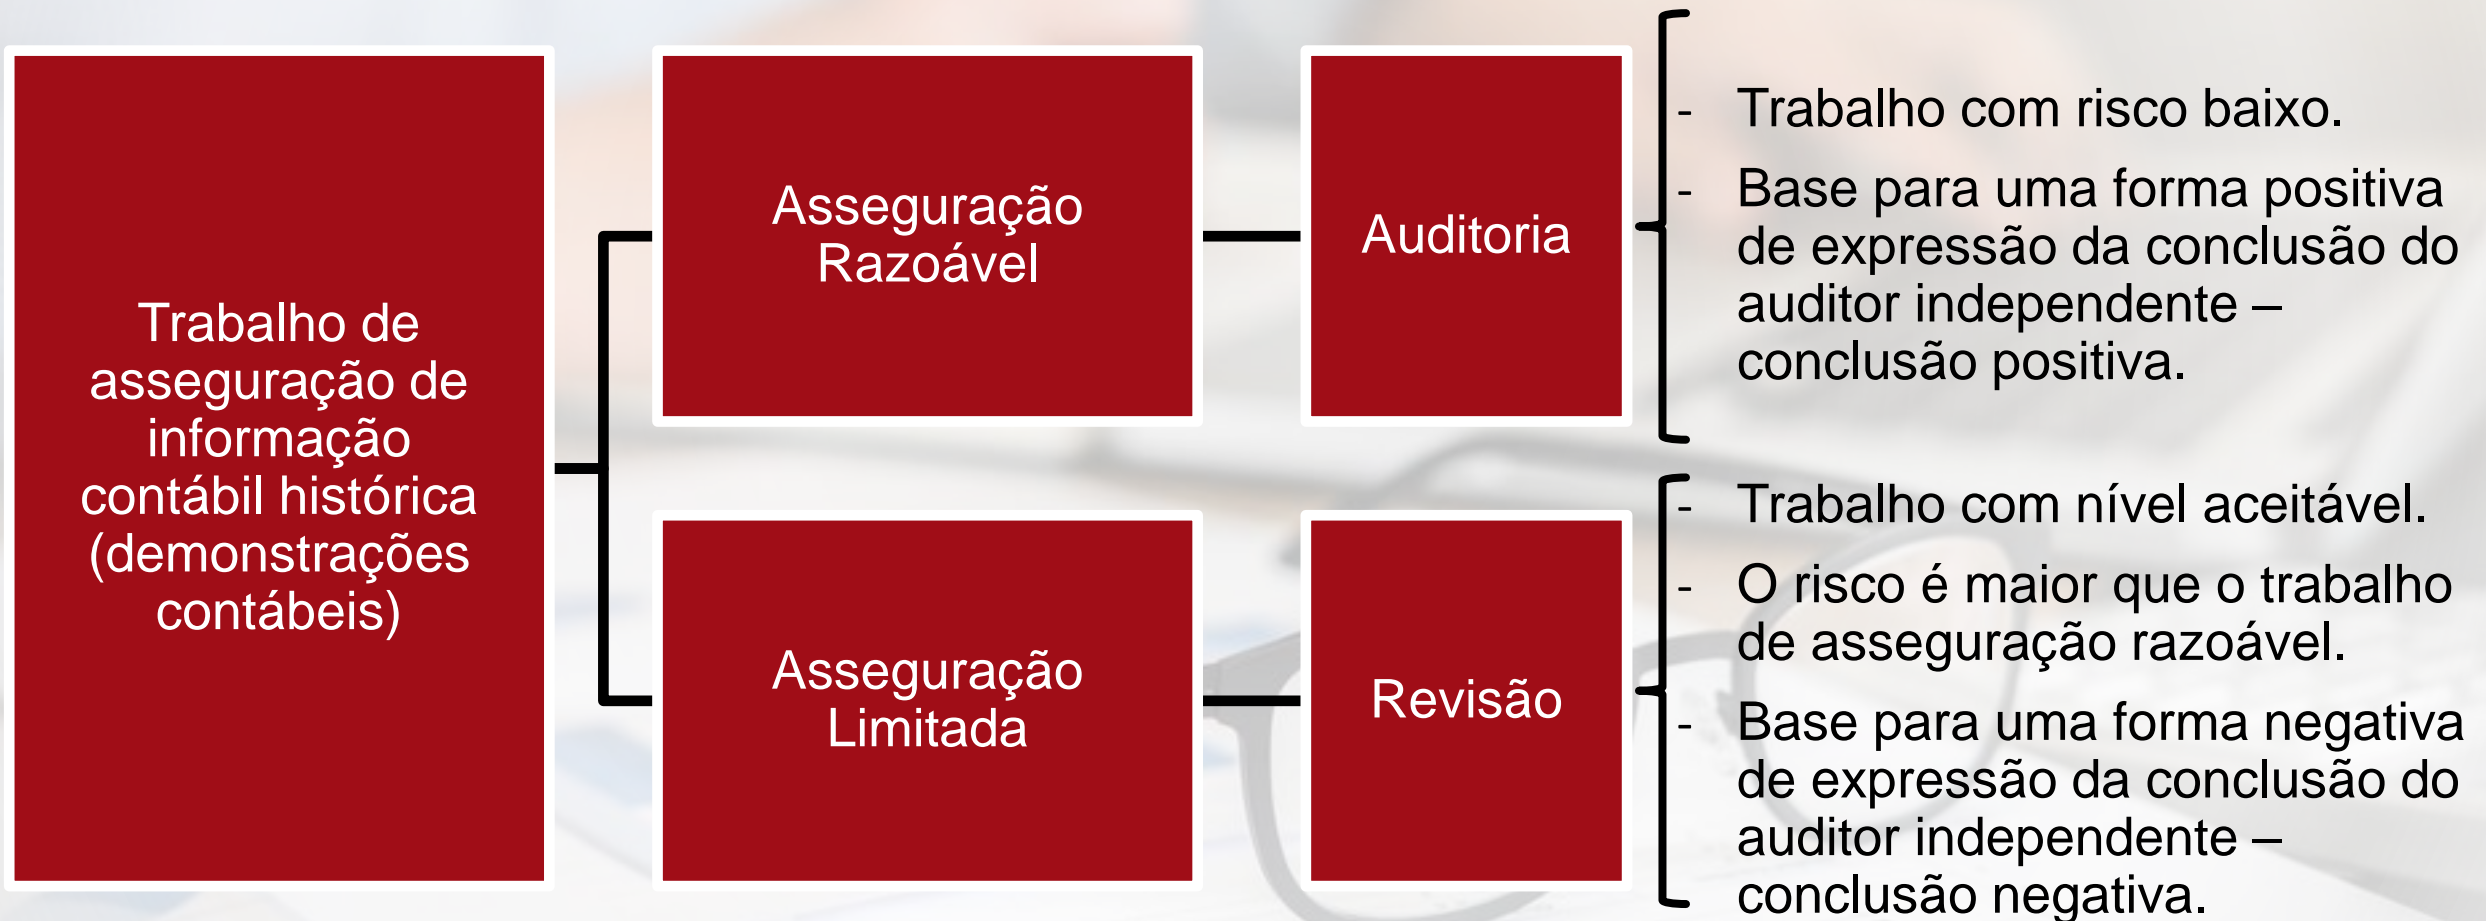 Trabalho de
asseguração de
informação
contábil histórica
(demonstrações
contábeis)
Asseguração
Razoável
Auditoria
- Trabalho com risco baixo.
- Base para uma forma positiva
de expressão da conclusão do
auditor independente –
conclusão positiva.
Asseguração
Limitada
Revisão
- Trabalho com nível aceitável.
- O risco é maior que o trabalho
de asseguração razoável.
- Base para uma forma negativa
de expressão da conclusão do
auditor independente –
conclusão negativa.